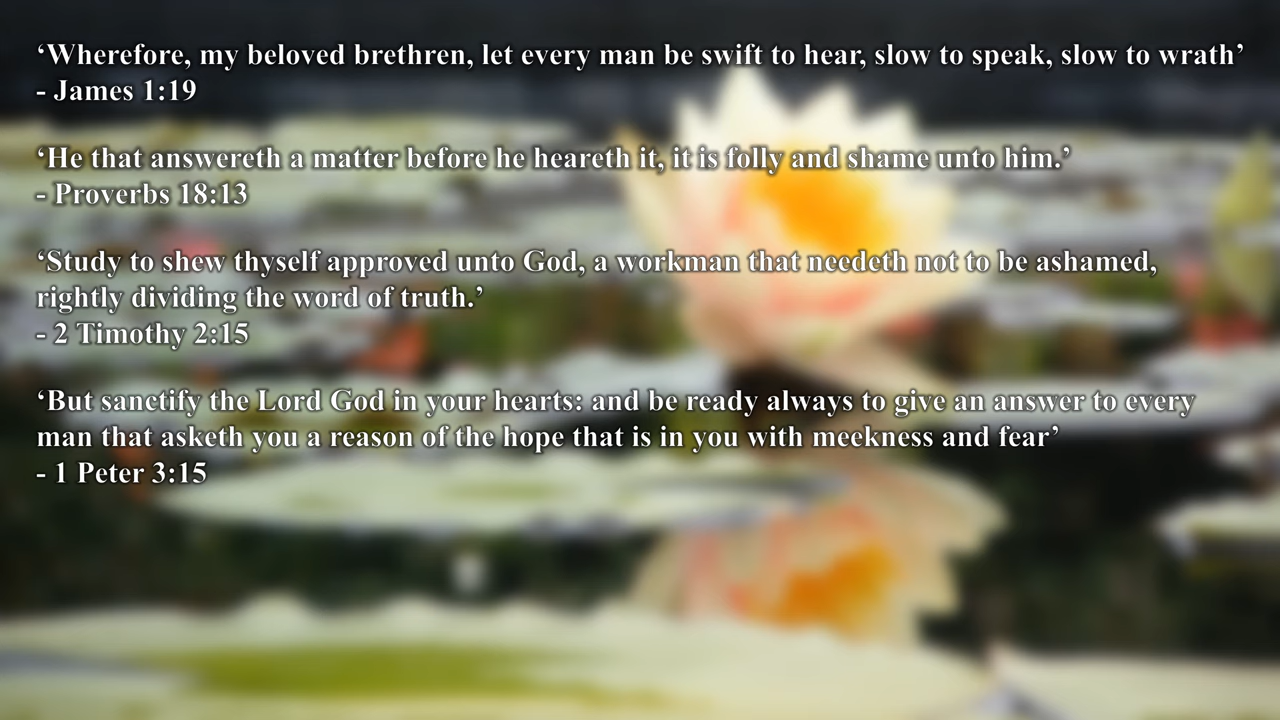 ‘Wherefore, my beloved brethren, let every man be swift to hear, slow to speak, slow to wrath’
- James 1:19
‘He that answereth a matter before he heareth it, it is folly and shame unto him.’
- Proverbs 18:13
‘Study to shew thyself approved unto God, a workman that needeth not to be ashamed,
rightly dividing the word of truth.’
- 2 Timothy 2:15
‘But sanctify the Lord God in your hearts: and be ready always to give an answer to every
man that asketh you a reason of the hope that is in you with meekness and fear’
- 1 Peter 3:15